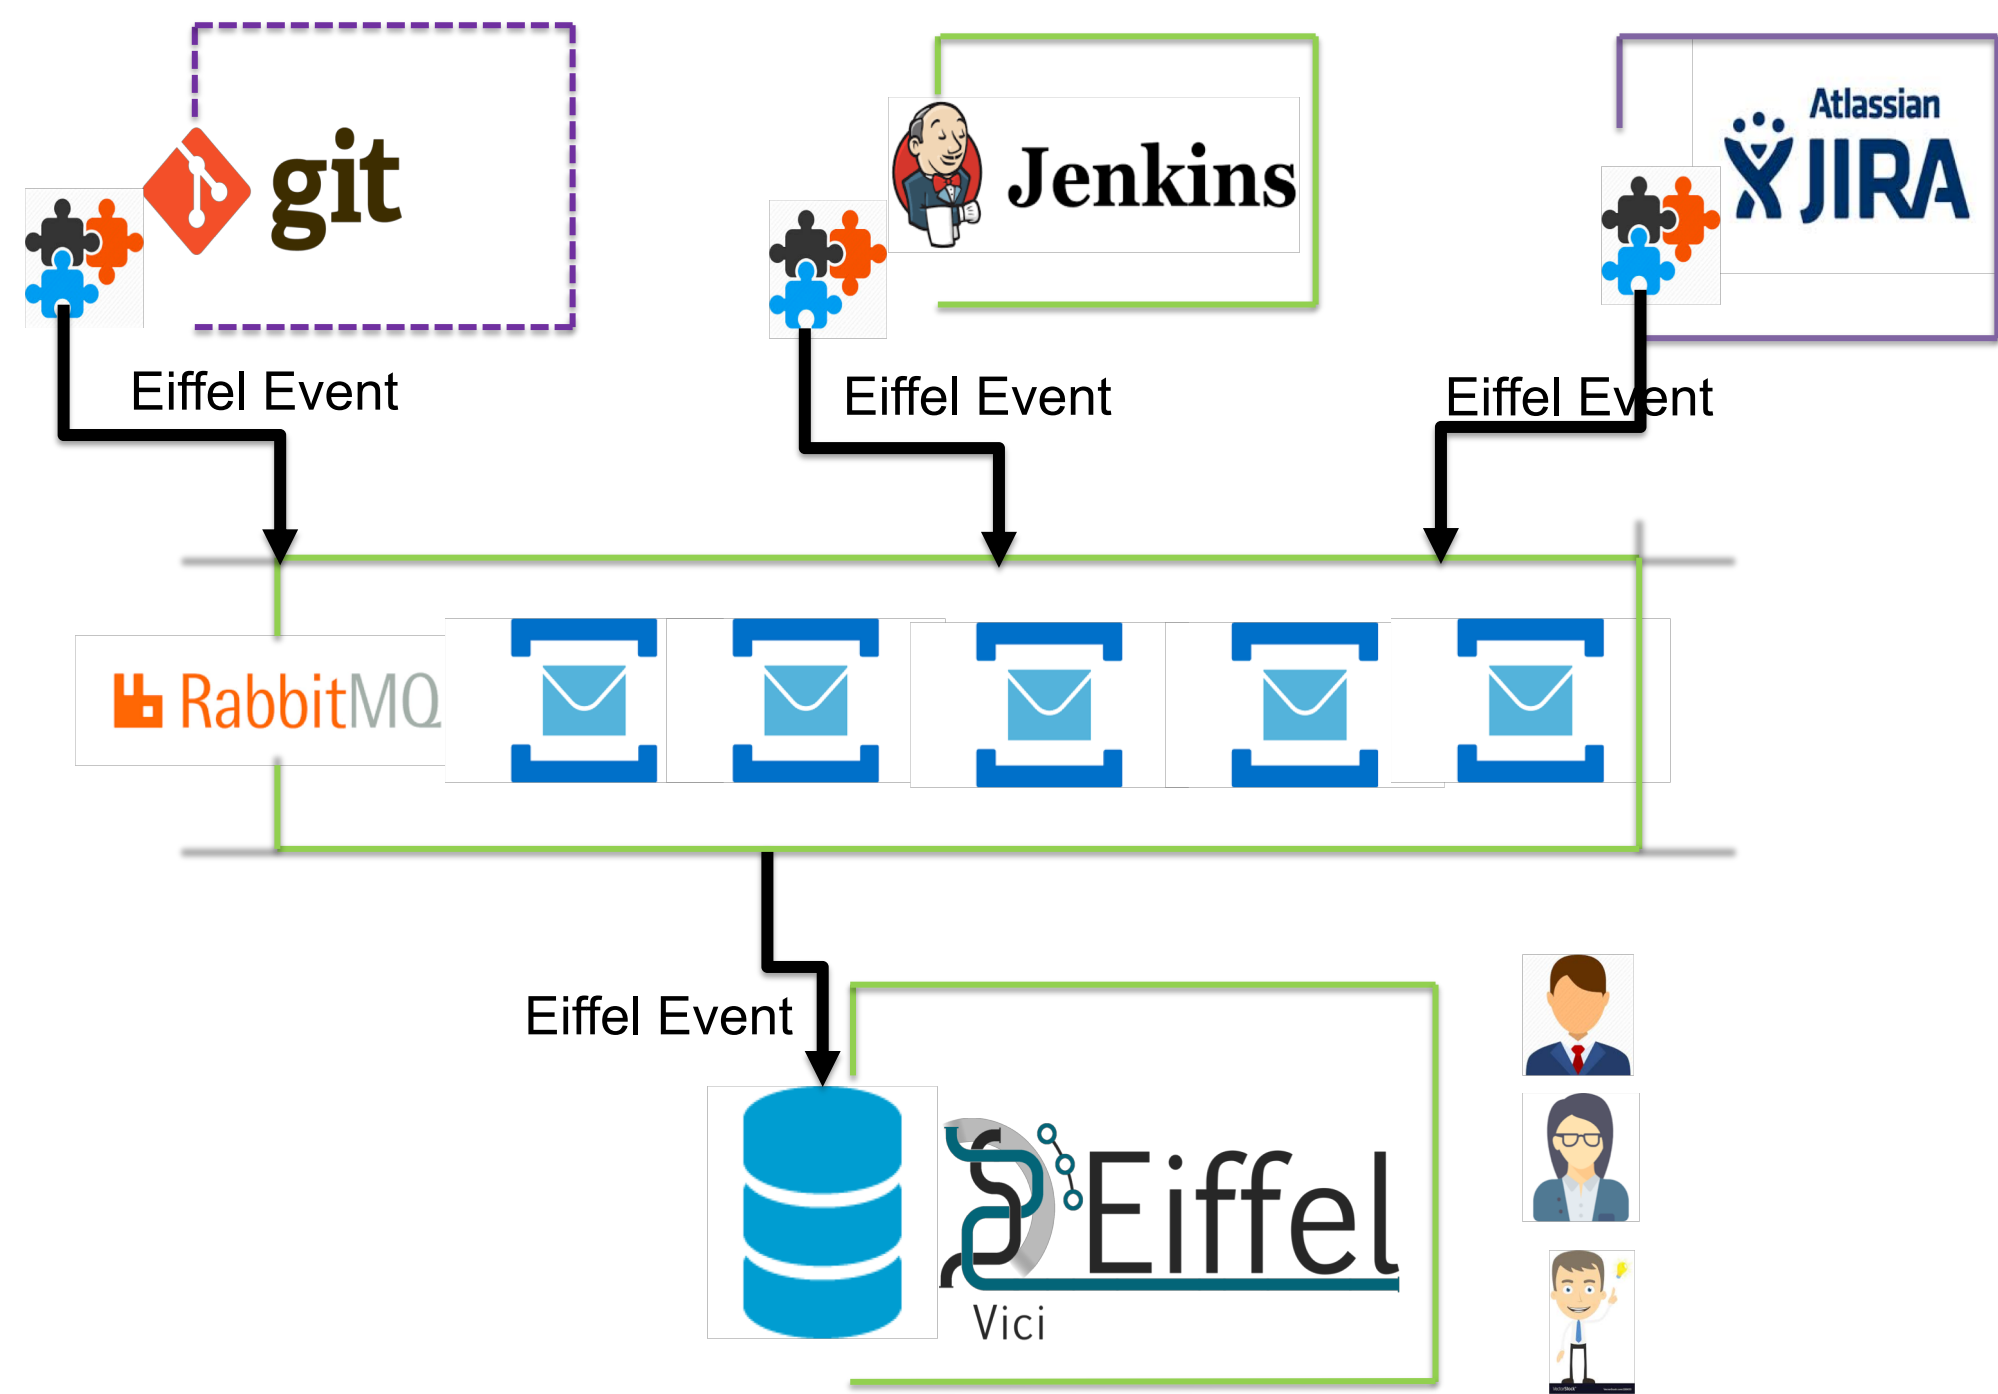 git
Jenkins
Atlassian
JIRA
Eiffel Event
Eiffel Event
Eiffel Event
RabbitMQ
Eiffel Event
Eiffel
Vici